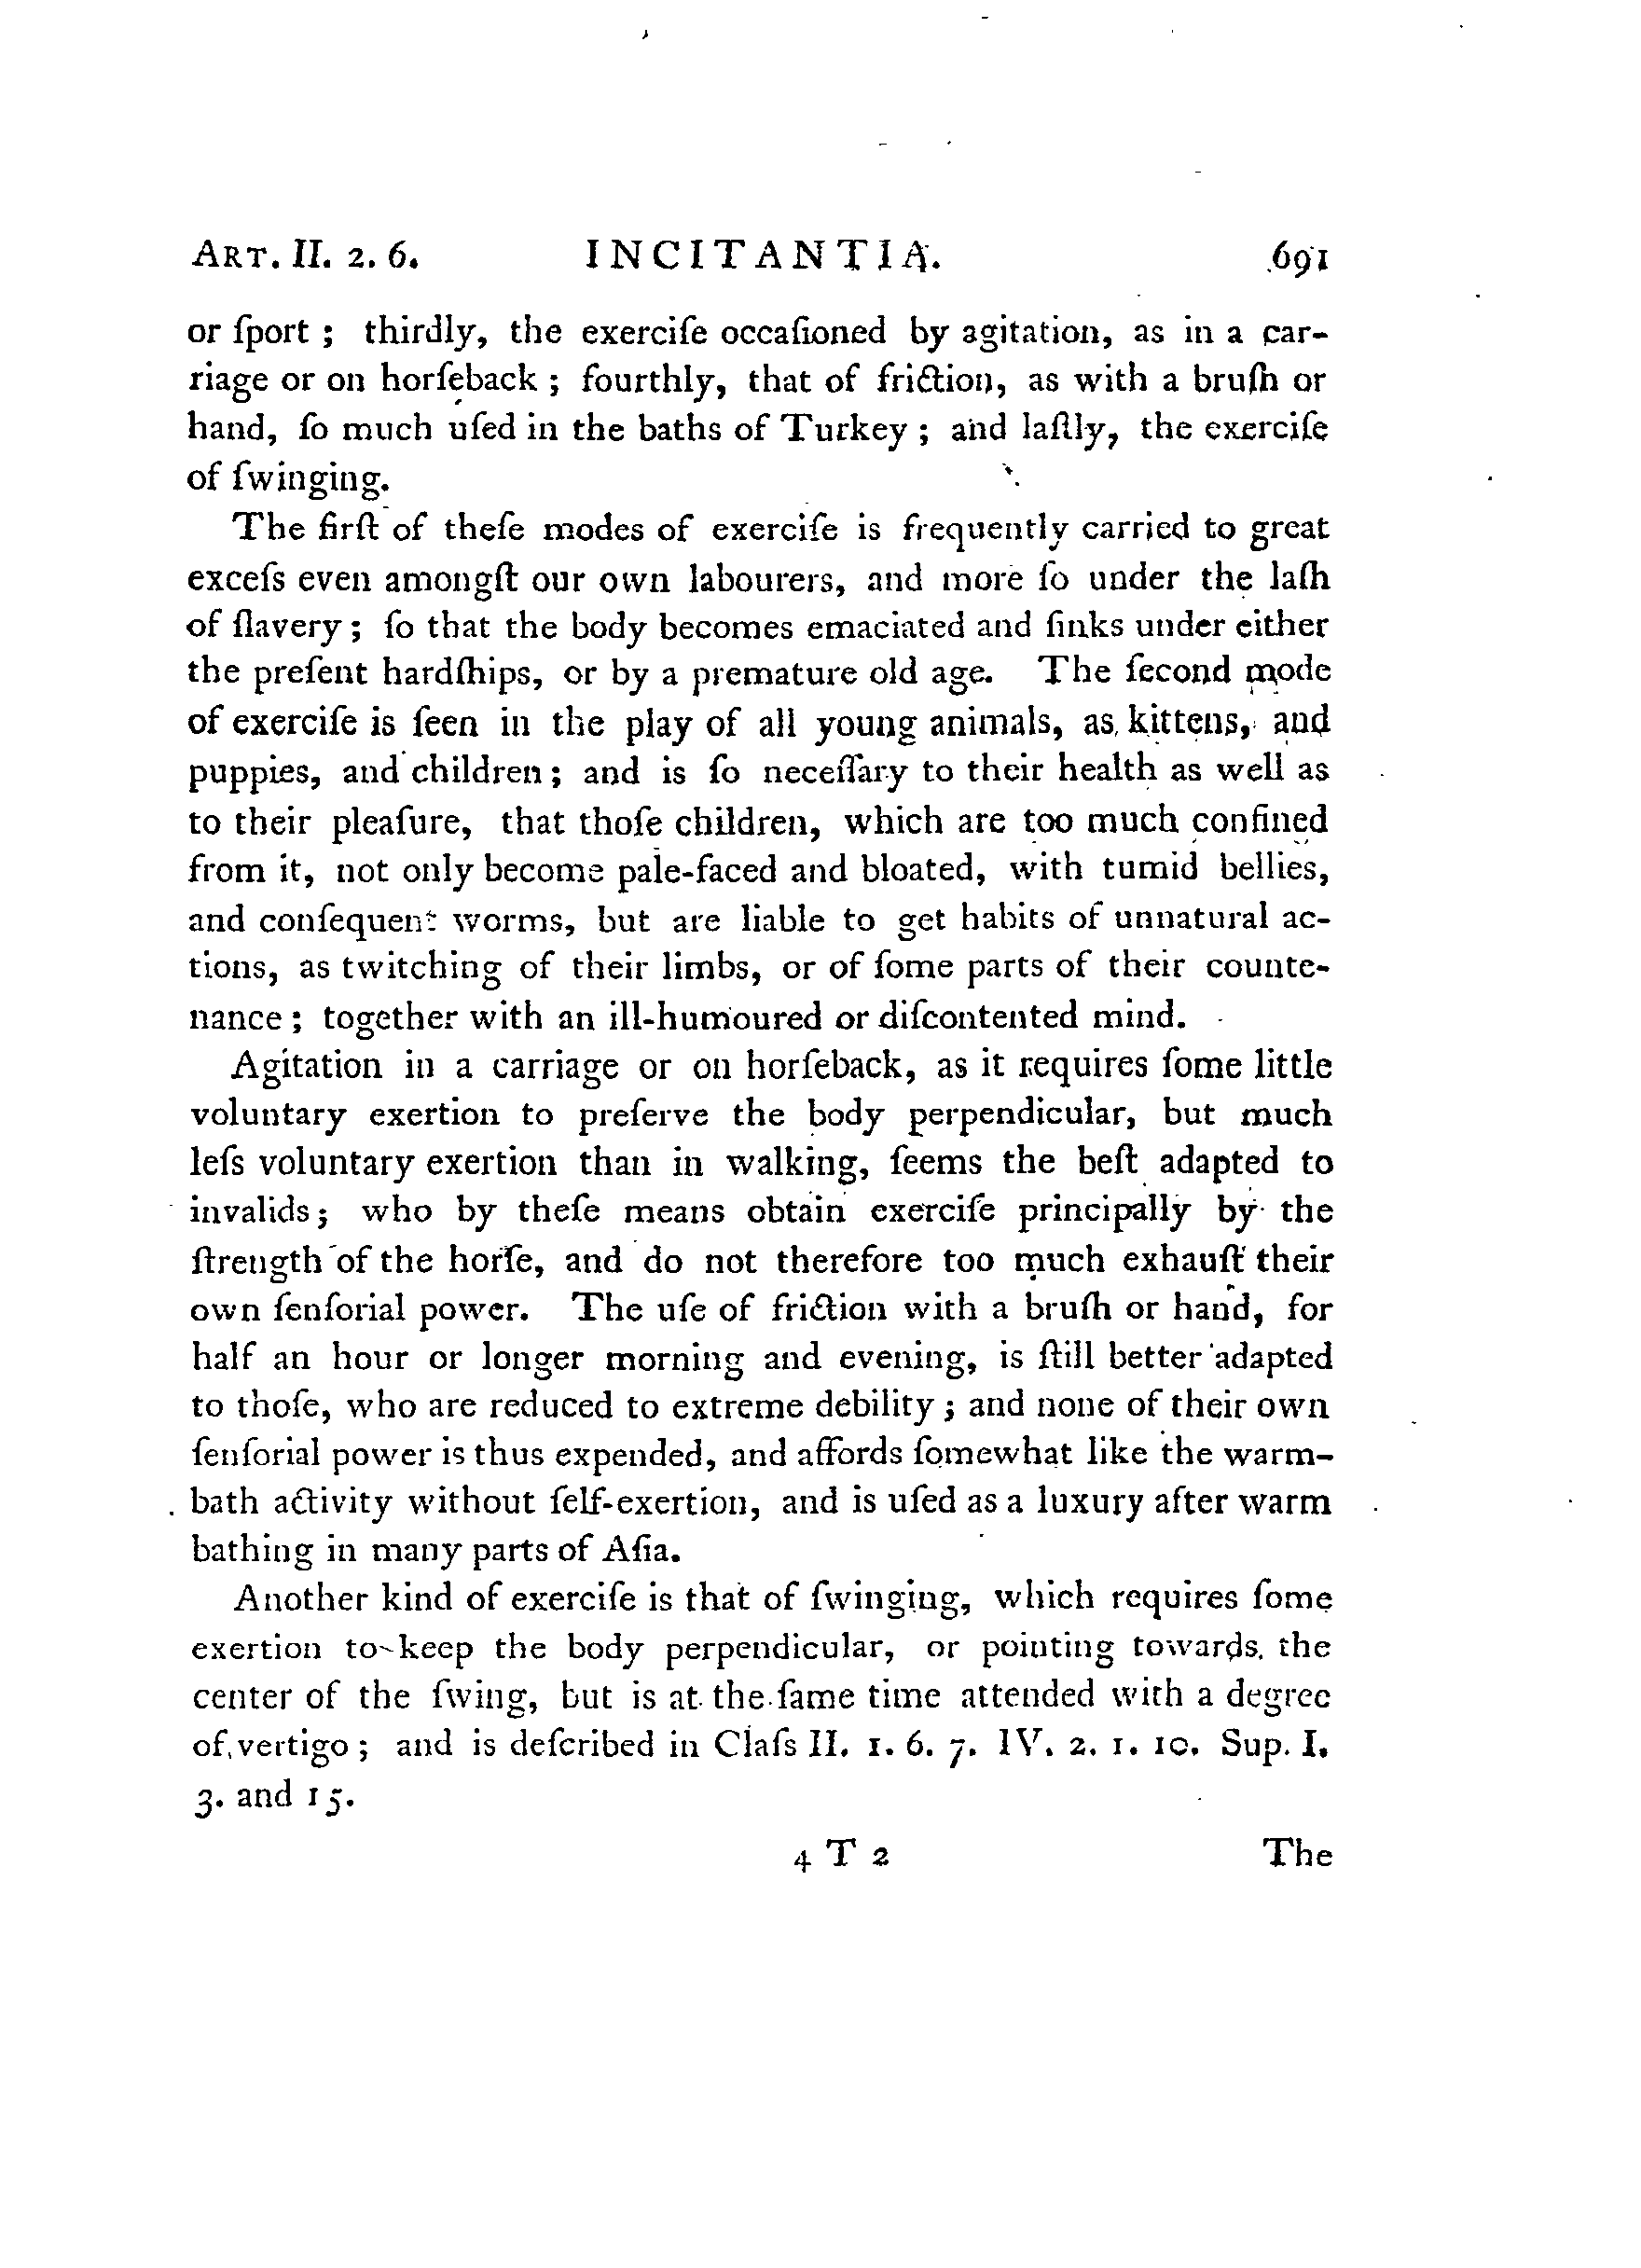 ART. II. 2. 6. INCITANTIA. 691
or ſport ; thirdly, the exerciſe occaſioned by agitation, as in a car-
riage or on horſeback ; fourthly, that of friction, as with a bruſh or
hand, ſo much uſed in the baths of Turkey ; and laſtly, the exerciſe
of ſwinging.
The firſt of theſe modes of exerciſe is frequently carried to great
exceſs even amongſt our own labourers, and more ſo under the laſh
of ſlavery ; ſo that the body becomes emaciated and ſinks under either
the preſent hardſhips, or by a premature old age. The ſecond mode
of exerciſe is ſeen in the play of all young animals, as kittens, and
puppies, and children ; and is ſo neceſſary to their health as well as
to their pleaſure, that thoſe children, which are too much confined
from it, not only become pale-faced and bloated, with tumid bellies,
and conſequent worms, but are liable to get habits of unnatural ac-
tions, as twitching of their limbs, or of ſome parts of their counte-
nance ; together with an ill-humoured or diſcontented mind.
Agitation in a carriage or on horſeback, as it requires ſome little
voluntary exertion to preſerve the body perpendicular, but much
leſs voluntary exertion than in walking, ſeems the beſt adapted to
invalids ; who by theſe means obtain exerciſe principally by the
ſtrength of the horſe, and do not therefore too much exhauſt their
own ſenſorial power. The uſe of friction with a bruſh or hand, for
half an hour or longer morning and evening, is ſtill better adapted
to thoſe, who are reduced to extreme debility ; and none of their own
ſenſorial power is thus expended, and affords ſomewhat like the warm-
bath activity without ſelf-exertion, and is uſed as a luxury after warm
bathing in many parts of Aſia.
Another kind of exerciſe is that of ſwinging, which requires ſome
exertion to keep the body perpendicular, or pointing towards the
center of the ſwing, but is at the ſame time attended with a degree
of vertigo ; and is deſcribed in Claſs II. 1. 6. 7. IV. 2. 1. 10. Sup. I.
3. and 15.
4 T 2 The